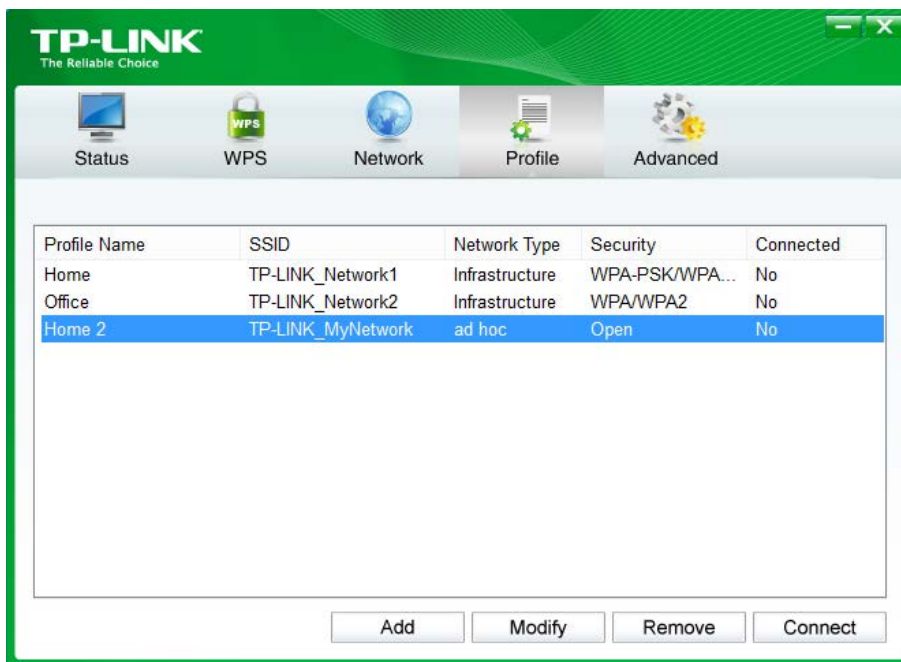 TP-LINK
The Reliable Choice
Status WPS Network Profile Advanced
WPS
Profile Name SSID Network Type Security Connected
Home TP-LINK_Network1 Infrastructure WPA-PSK/WPA... No
Office TP-LINK_Network2 Infrastructure WPA/WPA2 No
Home 2 TP-LINK_MyNetwork ad hoc Open No
Add Modify Remove Connect